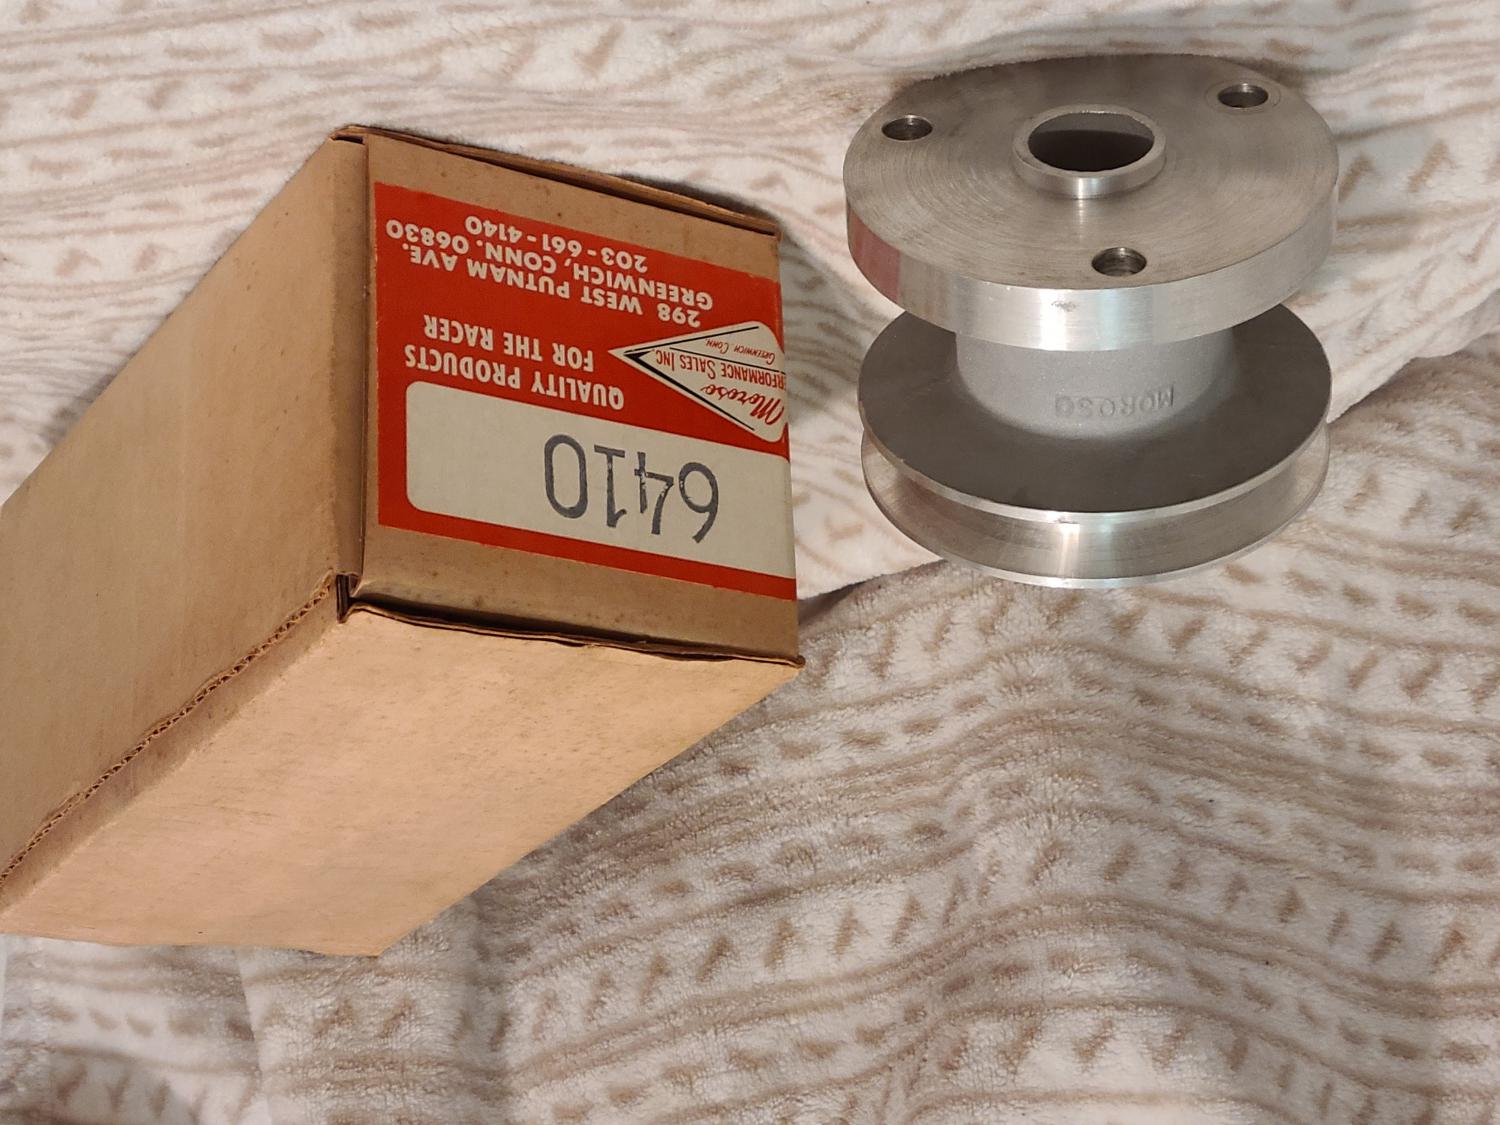 6410
QUALITY PRODUCTS
FOR THE RACER
Moroso
PERFORMANCE SALES INC.
GREENWICH, CONN.
298 WEST PUTNAM AVE.
GREENWICH, CONN. 06830
203-661-4140
MOROSO